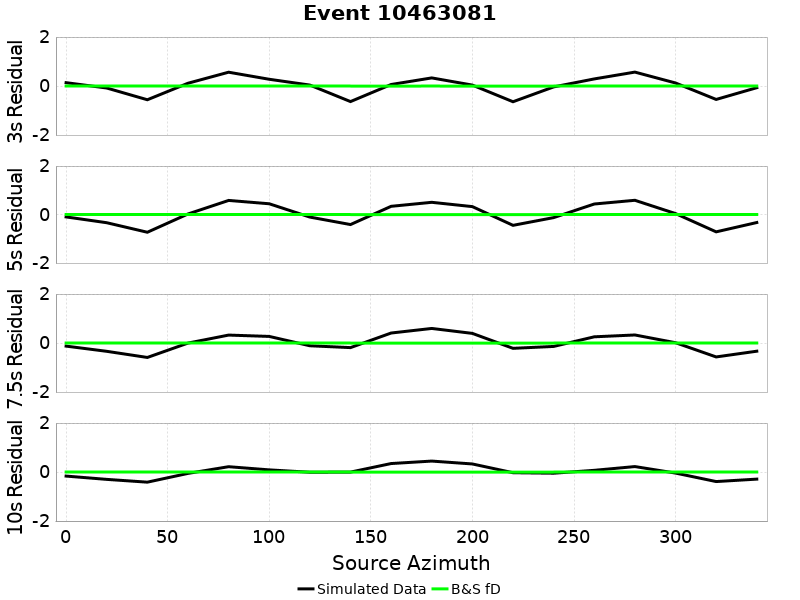 Event 10463081
3s Residual
2
0
-2
5s Residual
2
0
-2
7.5s Residual
2
0
-2
10s Residual
2
0
-2
0 50 100 150 200 250 300
Source Azimuth
Simulated Data B&S fD